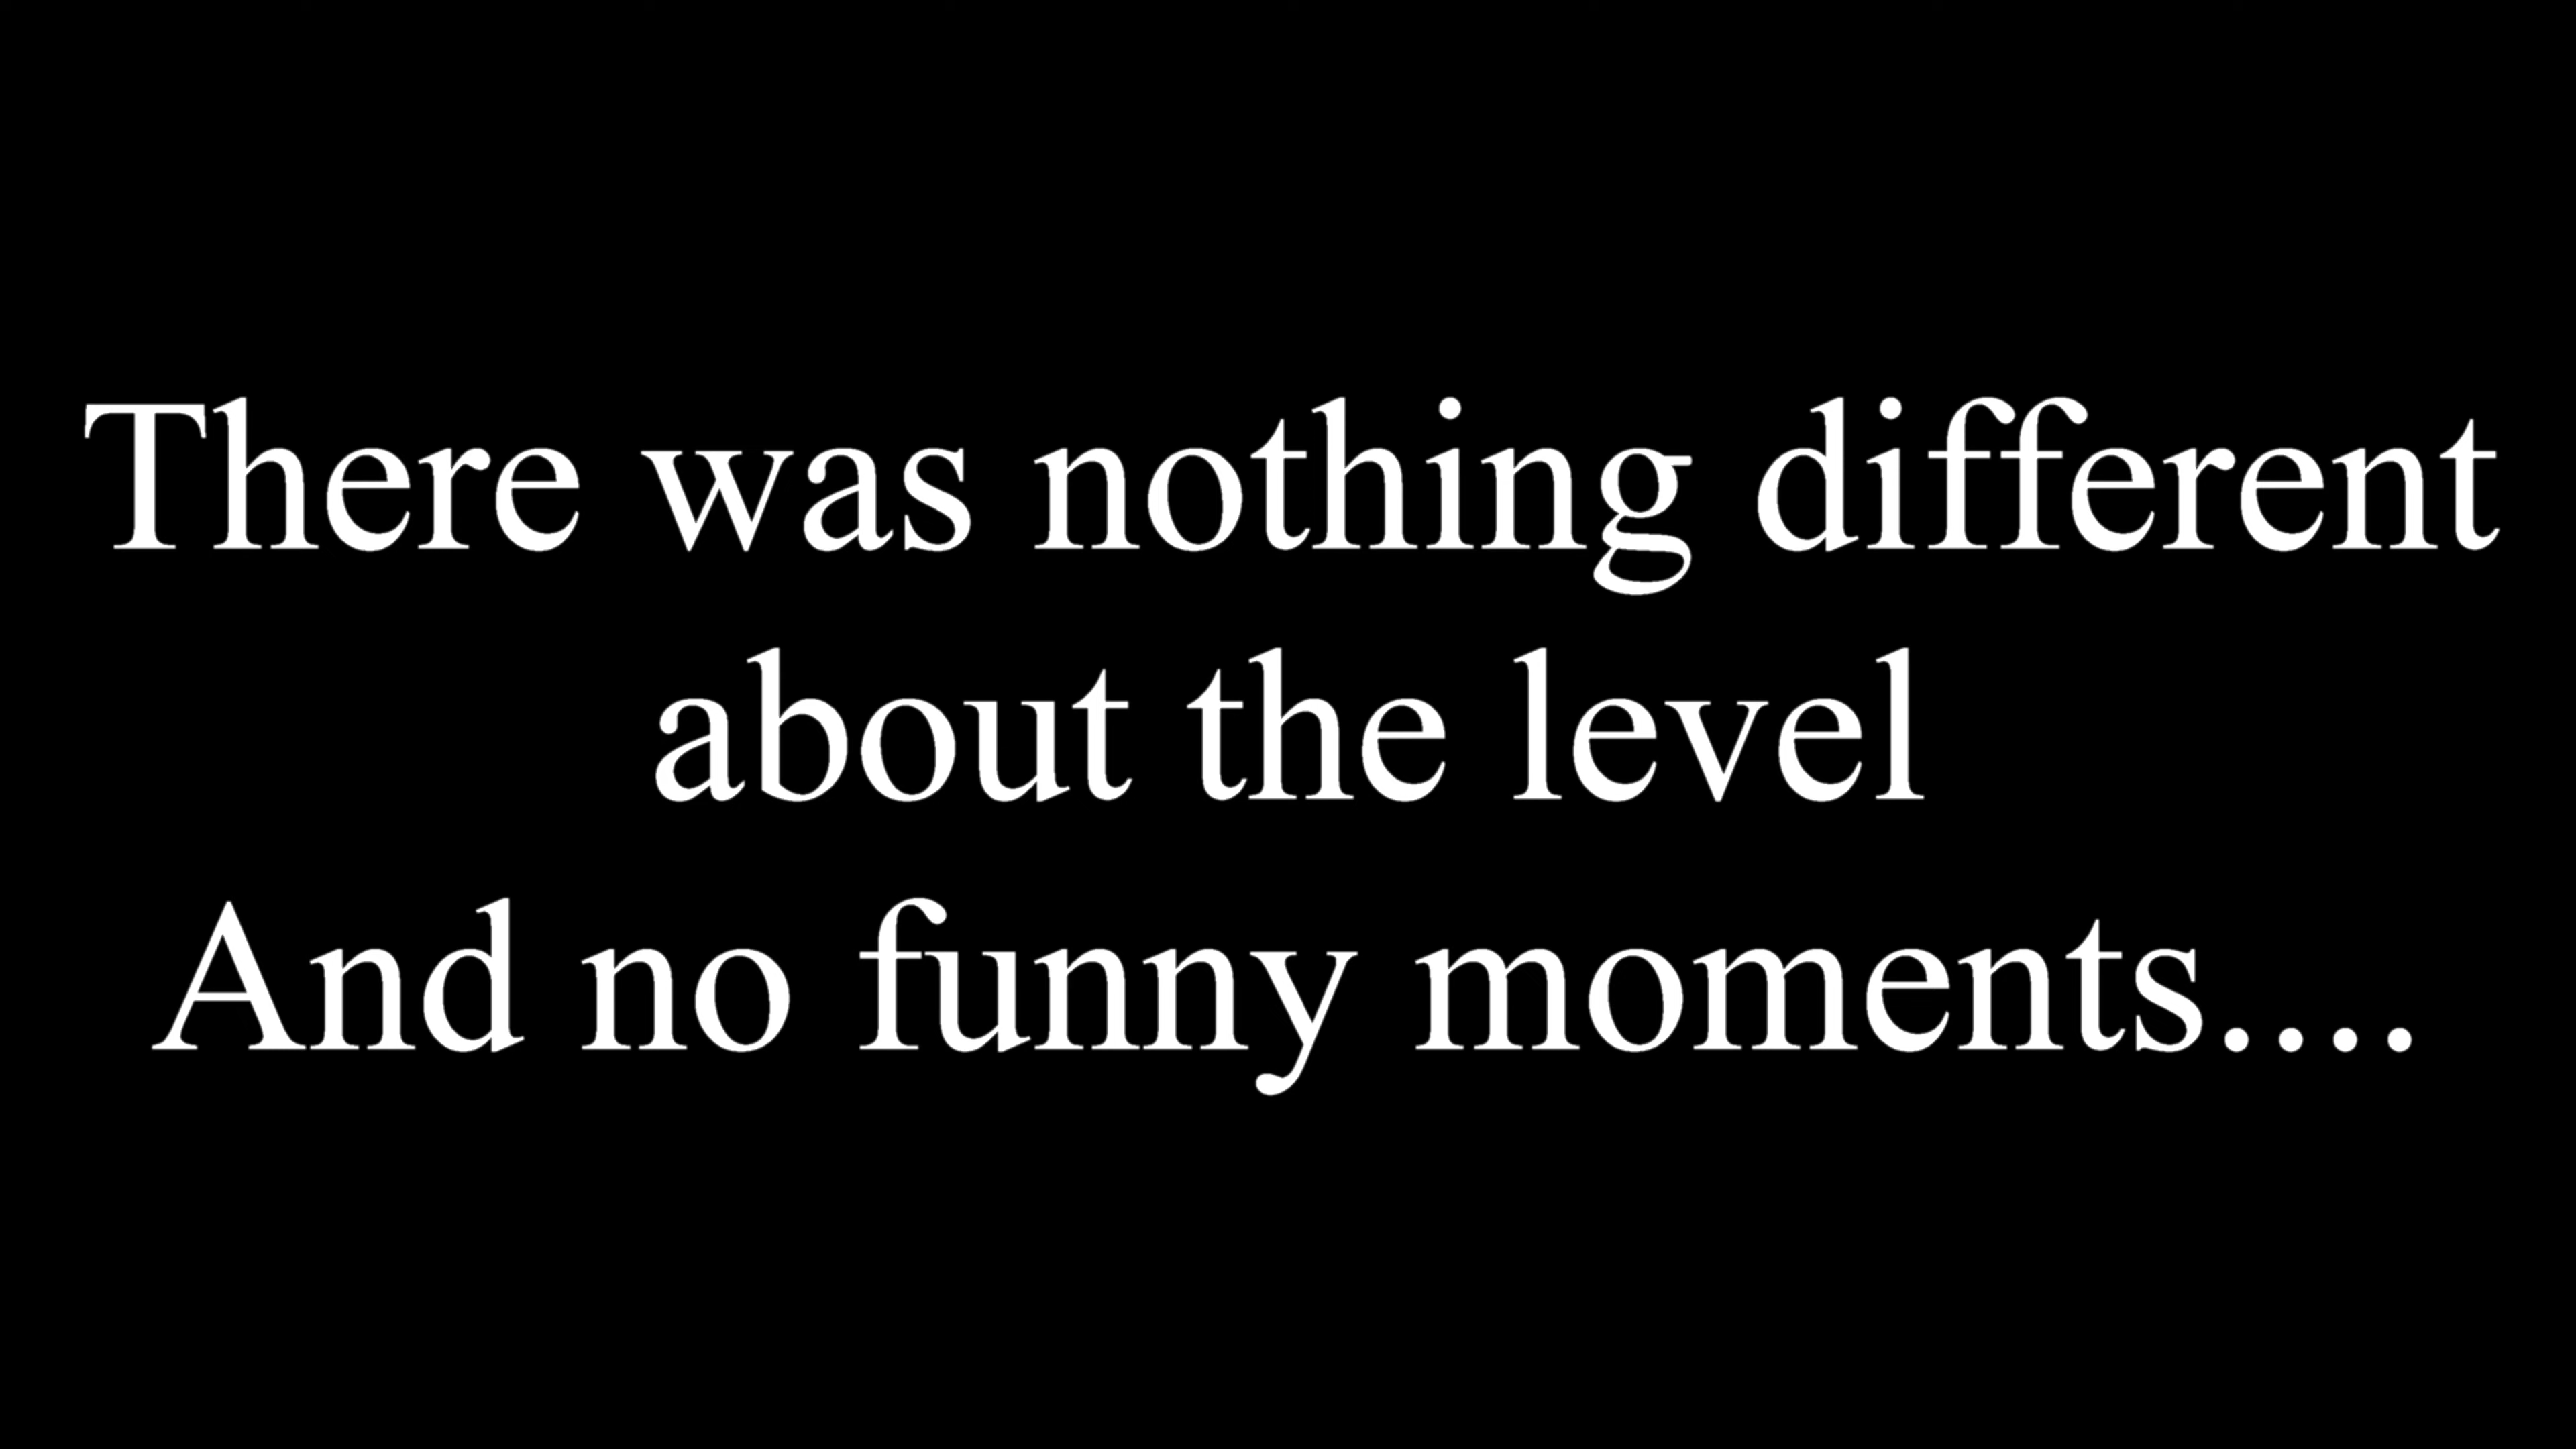 There was nothing different
about the level
And no funny moments....